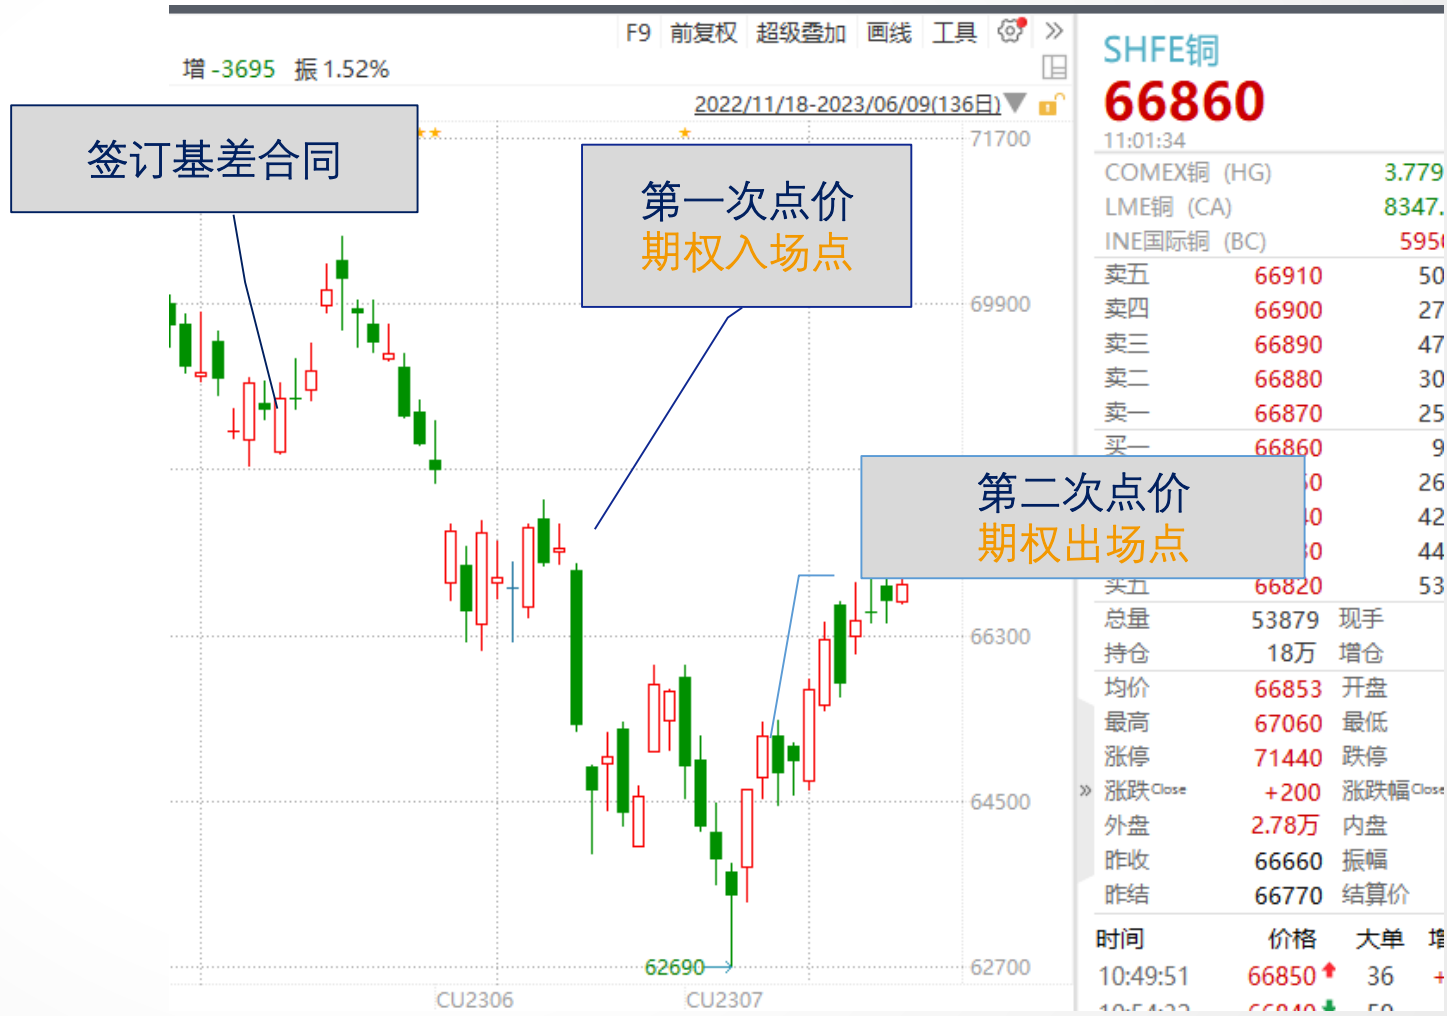 F9 前复权 超级叠加 画线 工具
增 -3695 振 1.52%
2022/11/18-2023/06/09(136日)
签订基差合同
第一次点价
期权入场点
第二次点价
期权出场点
71700
69900
66300
64500
62700
62690
CU2306 CU2307
SHFE铜
66860
11:01:34
COMEX铜 (HG) 3.779
LME铜 (CA) 8347.
INE国际铜 (BC) 595
卖五 66910 50
卖四 66900 27
卖三 66890 47
卖二 66880 30
卖一 66870 25
买一 66860 9
26
42
44
买五 66820 53
总量 53879 现手
持仓 18万 增仓
均价 66853 开盘
最高 67060 最低
涨停 71440 跌停
涨跌Close +200 涨跌幅Close
外盘 2.78万 内盘
昨收 66660 振幅
昨结 66770 结算价
时间 价格 大单 增
10:49:51 66850 36 +